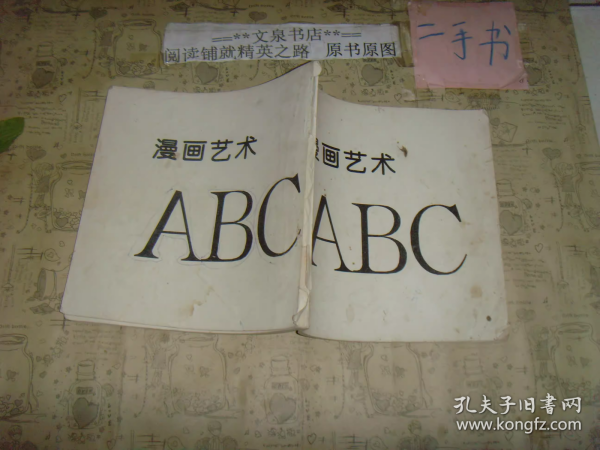 ==**文泉书店**==
阅读铺就精英之路 原书原图
二手书
漫画艺术
ABC
漫画艺术
ABC
孔夫子旧書网
www.kongfz.com